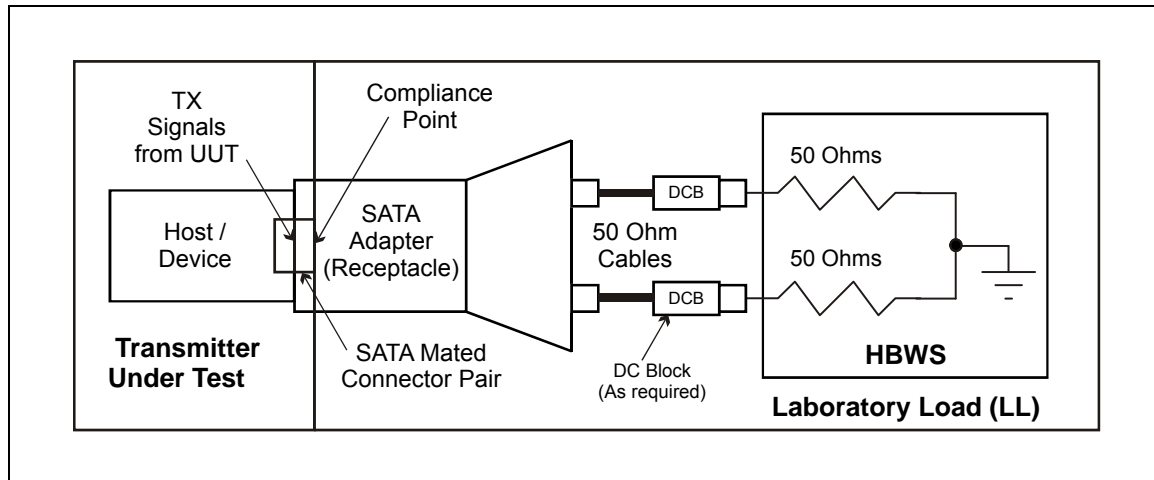 TX
Signals
from UUT
Compliance
Point
Host /
Device
SATA
Adapter
(Receptacle)
50 Ohm
Cables
DCB
DCB
50 Ohms
50 Ohms
HBWS
Transmitter
Under Test
SATA Mated
Connector Pair
DC Block
(As required)
Laboratory Load (LL)